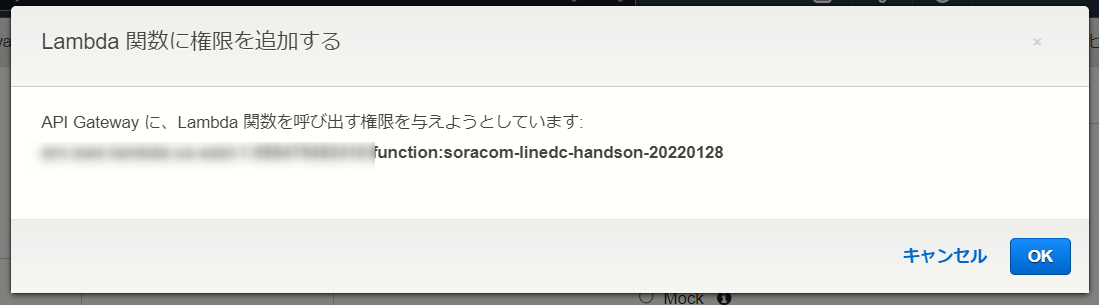 Lambda 関数に権限を追加する
×
API Gateway に、Lambda 関数を呼び出す権限を与えようとしています:
function:soracom-linedc-handson-20220128
キャンセル
OK
Mock